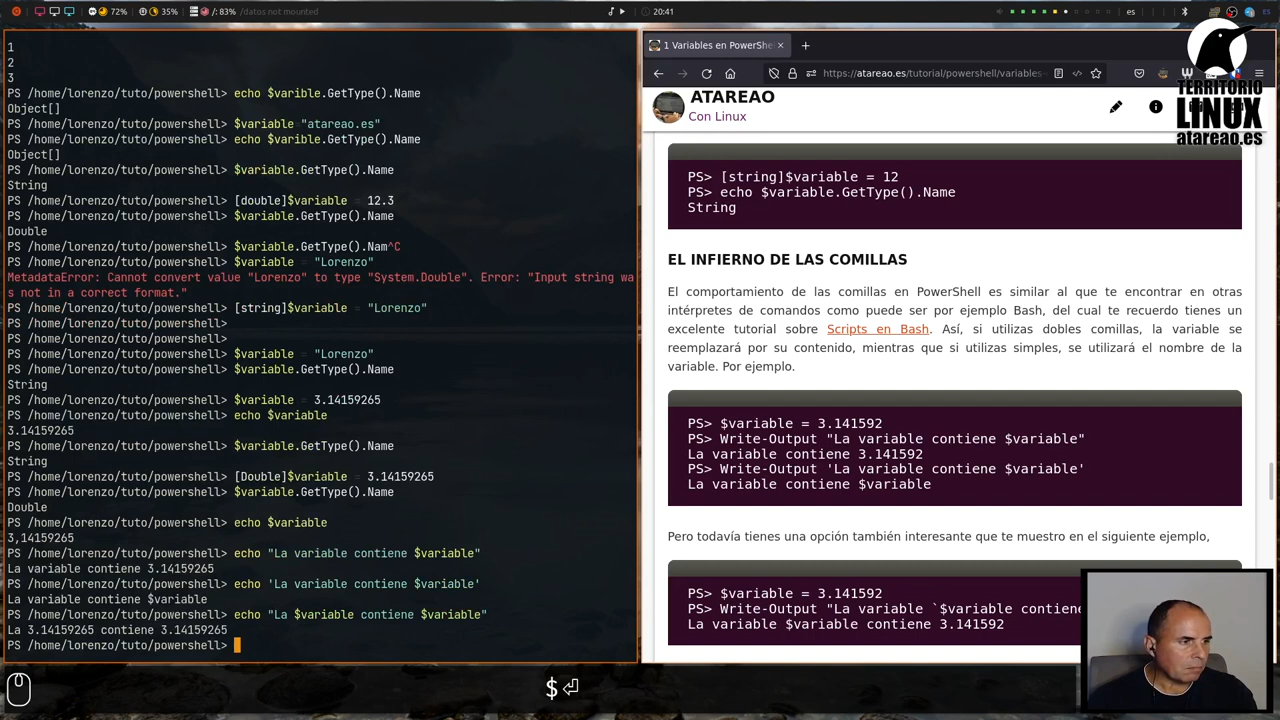 72% 35% /: 83% /datos not mounted 20:41 es ES
1
2
3
PS /home/lorenzo/tuto/powershell> echo $varible.GetType().Name
Object[]
PS /home/lorenzo/tuto/powershell> $variable "atareao.es"
PS /home/lorenzo/tuto/powershell> echo $varible.GetType().Name
Object[]
PS /home/lorenzo/tuto/powershell> $variable.GetType().Name
String
PS /home/lorenzo/tuto/powershell> [double]$variable = 12.3
PS /home/lorenzo/tuto/powershell> $variable.GetType().Name
Double
PS /home/lorenzo/tuto/powershell> $variable.GetType().Nam^C
PS /home/lorenzo/tuto/powershell> $variable = "Lorenzo"
MetadataError: Cannot convert value "Lorenzo" to type "System.Double". Error: "Input string wa
s not in a correct format."
PS /home/lorenzo/tuto/powershell> [string]$variable = "Lorenzo"
PS /home/lorenzo/tuto/powershell>
PS /home/lorenzo/tuto/powershell>
PS /home/lorenzo/tuto/powershell> $variable = "Lorenzo"
PS /home/lorenzo/tuto/powershell> $variable.GetType().Name
String
PS /home/lorenzo/tuto/powershell> $variable = 3.14159265
PS /home/lorenzo/tuto/powershell> echo $variable
3.14159265
PS /home/lorenzo/tuto/powershell> $variable.GetType().Name
String
PS /home/lorenzo/tuto/powershell> [Double]$variable = 3.14159265
PS /home/lorenzo/tuto/powershell> $variable.GetType().Name
Double
PS /home/lorenzo/tuto/powershell> echo $variable
3,14159265
PS /home/lorenzo/tuto/powershell> echo "La variable contiene $variable"
La variable contiene 3.14159265
PS /home/lorenzo/tuto/powershell> echo 'La variable contiene $variable'
La variable contiene $variable
PS /home/lorenzo/tuto/powershell> echo "La $variable contiene $variable"
La 3.14159265 contiene 3.14159265
PS /home/lorenzo/tuto/powershell>
1 Variables en PowerShe
https://atareao.es/tutorial/powershell/variables-
ATAREAO
Con Linux
TERRITORIO
LINUX
atareao.es
PS> [string]$variable = 12
PS> echo $variable.GetType().Name
String
EL INFIERNO DE LAS COMILLAS
El comportamiento de las comillas en PowerShell es similar al que te encontrar en otras
intérpretes de comandos como puede ser por ejemplo Bash, del cual te recuerdo tienes un
excelente tutorial sobre Scripts en Bash. Así, si utilizas dobles comillas, la variable se
reemplazará por su contenido, mientras que si utilizas simples, se utilizará el nombre de la
variable. Por ejemplo.
PS> $variable = 3.141592
PS> Write-Output "La variable contiene $variable"
La variable contiene 3.141592
PS> Write-Output 'La variable contiene $variable'
La variable contiene $variable
Pero todavía tienes una opción también interesante que te muestro en el siguiente ejemplo,
PS> $variable = 3.141592
PS> Write-Output "La variable `$variable contiene
La variable $variable contiene 3.141592
$ ⏎